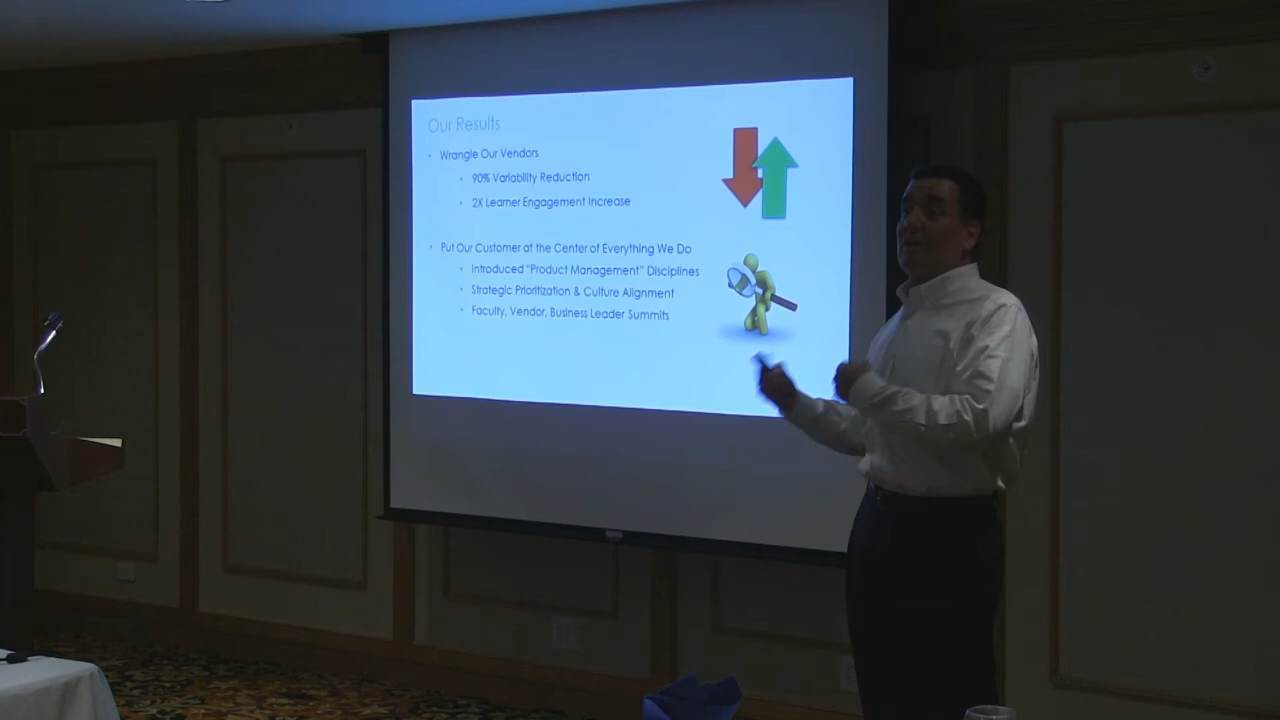 Our Results
Wrangle Our Vendors
90% Variability Reduction
2X Learner Engagement Increase
Put Our Customer at the Center of Everything We Do
Introduced "Product Management" Disciplines
Strategic Prioritization & Culture Alignment
Faculty, Vendor, Business Leader Summits